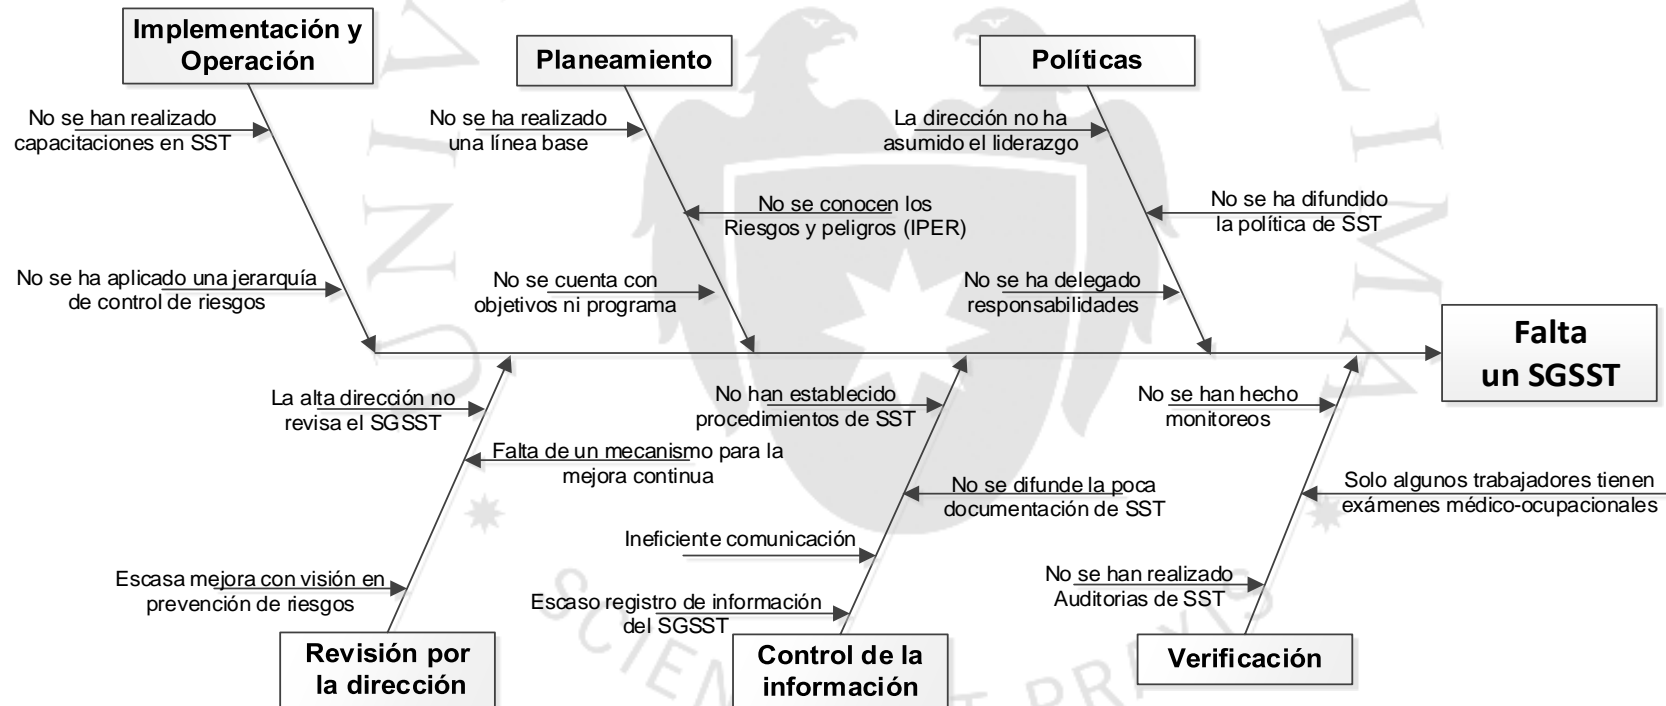 Implementación y
Operación
Planeamiento
Políticas
No se han realizado
capacitaciones en SST
No se ha realizado
una línea base
La dirección no ha
asumido el liderazgo
No se conocen los
Riesgos y peligros (IPER)
No se ha difundido
la política de SST
No se ha aplicado una jerarquía
de control de riesgos
No se cuenta con
objetivos ni programa
No se ha delegado
responsabilidades
Falta
un SGSST
La alta dirección no
revisa el SGSST
No han establecido
procedimientos de SST
No se han hecho
monitoreos
Falta de un mecanismo para la
mejora continua
No se difunde la poca
documentación de SST
Solo algunos trabajadores tienen
exámenes médico-ocupacionales
Ineficiente comunicación
Escasa mejora con visión en
prevención de riesgos
Escaso registro de información
del SGSST
No se han realizado
Auditorias de SST
Revisión por
la dirección
Control de la
información
Verificación